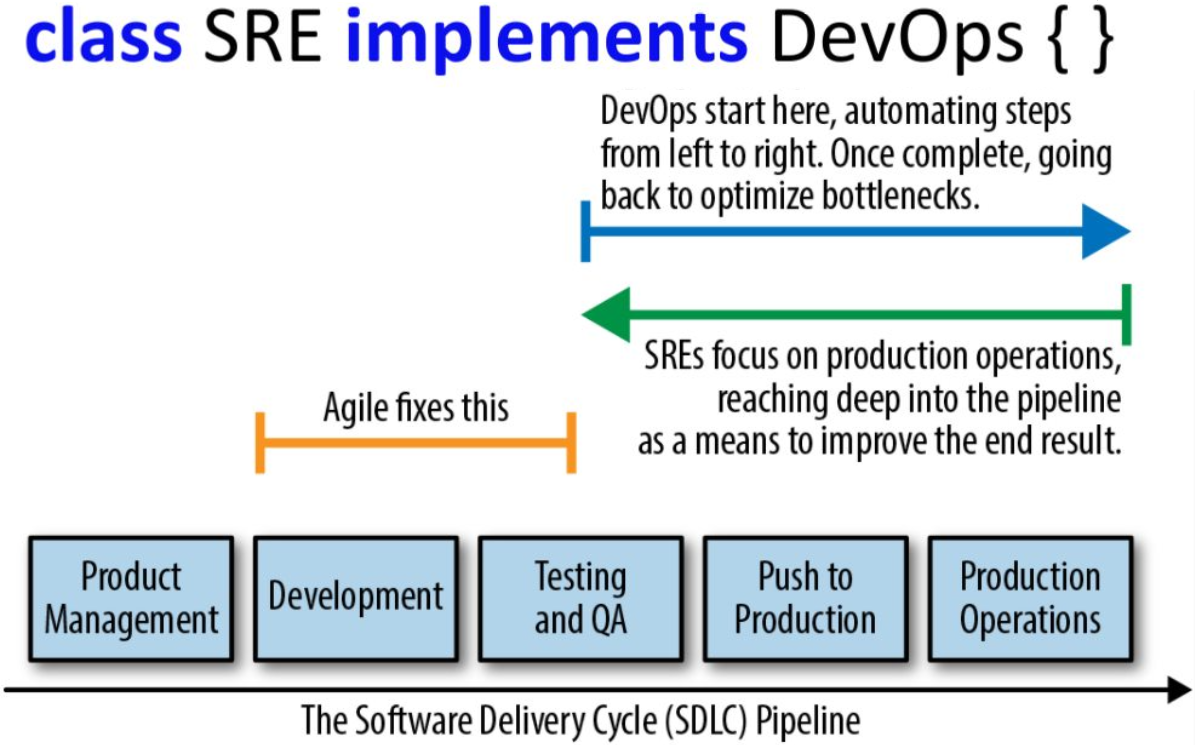 class SRE implements DevOps { }
DevOps start here, automating steps
from left to right. Once complete, going
back to optimize bottlenecks.
SREs focus on production operations,
reaching deep into the pipeline
as a means to improve the end result.
Agile fixes this
Product
Management
Development
Testing
and QA
Push to
Production
Production
Operations
The Software Delivery Cycle (SDLC) Pipeline